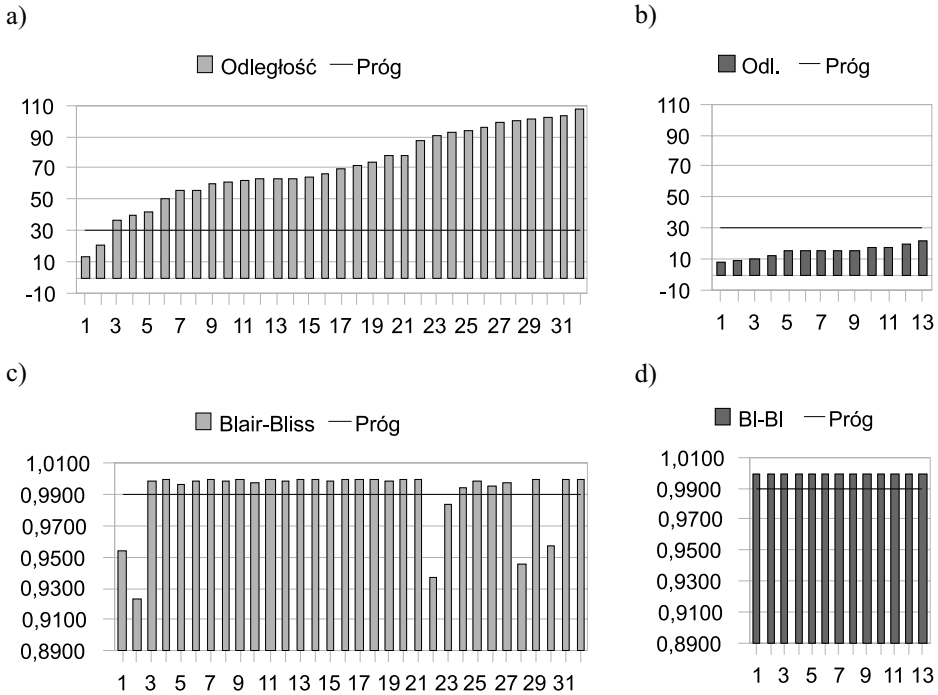 a)
Odległość Próg
110
90
70
50
30
10
-10
1 3 5 7 9 11 13 15 17 19 21 23 25 27 29 31
b)
Odl. Próg
110
90
70
50
30
10
-10
1 3 5 7 9 11 13
c)
Blair-Bliss Próg
1,0100
0,9900
0,9700
0,9500
0,9300
0,9100
0,8900
1 3 5 7 9 11 13 15 17 19 21 23 25 27 29 31
d)
Bl-Bl Próg
1,0100
0,9900
0,9700
0,9500
0,9300
0,9100
0,8900
1 3 5 7 9 11 13